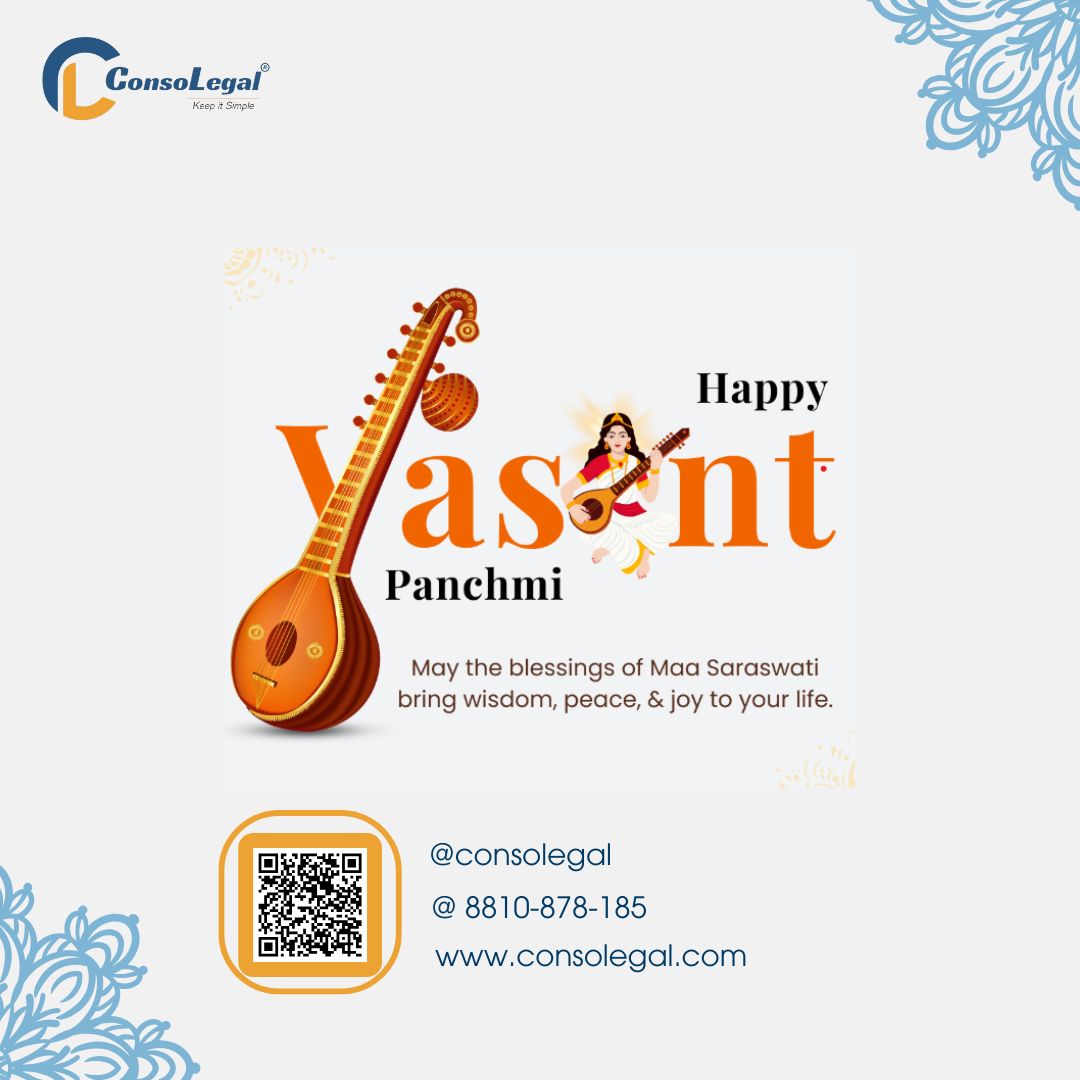 ConsoLegal®
Keep it Simple
Happy
Vasant
Panchmi
May the blessings of Maa Saraswati
bring wisdom, peace, & joy to your life.
@consolegal
@ 8810-878-185
www.consolegal.com